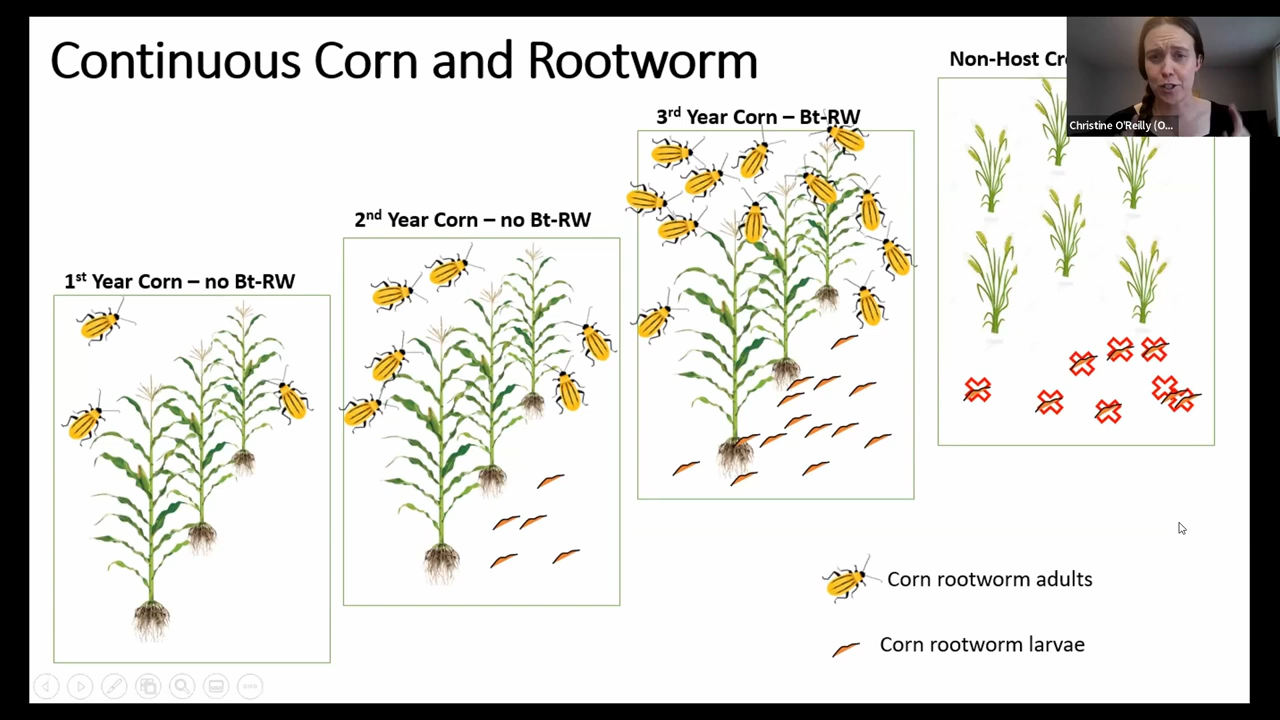 Continuous Corn and Rootworm
Non-Host
Christine O'Reilly (O...
3rd Year Corn – Bt-RW
2nd Year Corn – no Bt-RW
1st Year Corn – no Bt-RW
Corn rootworm adults
Corn rootworm larvae